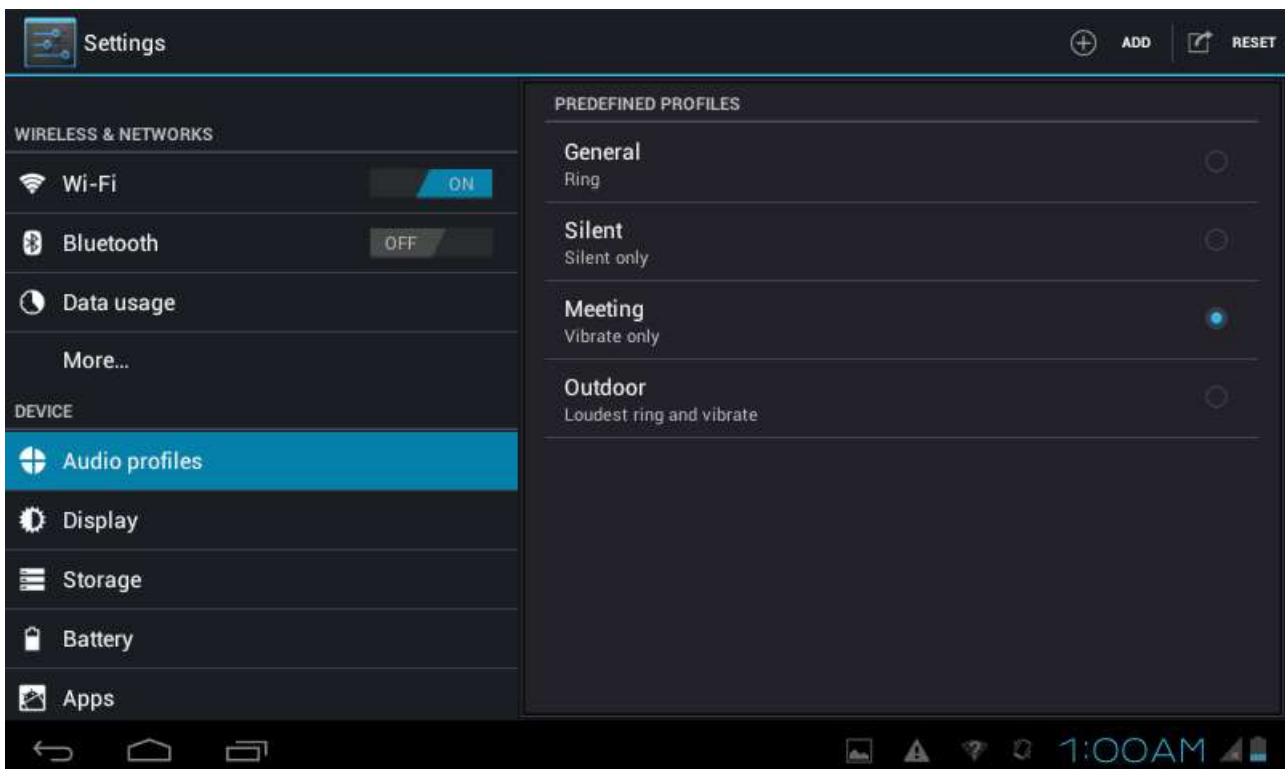 Settings
ADD
RESET
WIRELESS & NETWORKS
Wi-Fi
ON
Bluetooth
OFF
Data usage
More...
DEVICE
Audio profiles
Display
Storage
Battery
Apps
PREDEFINED PROFILES
General
Ring
Silent
Silent only
Meeting
Vibrate only
Outdoor
Loudest ring and vibrate
1:00AM